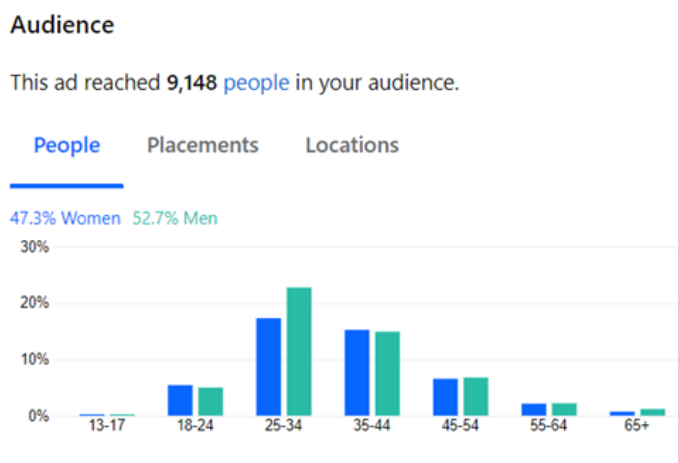 Audience
This ad reached 9,148 people in your audience.
People Placements Locations
47.3% Women 52.7% Men
30%
20%
10%
0%
13-17 18-24 25-34 35-44 45-54 55-64 65+